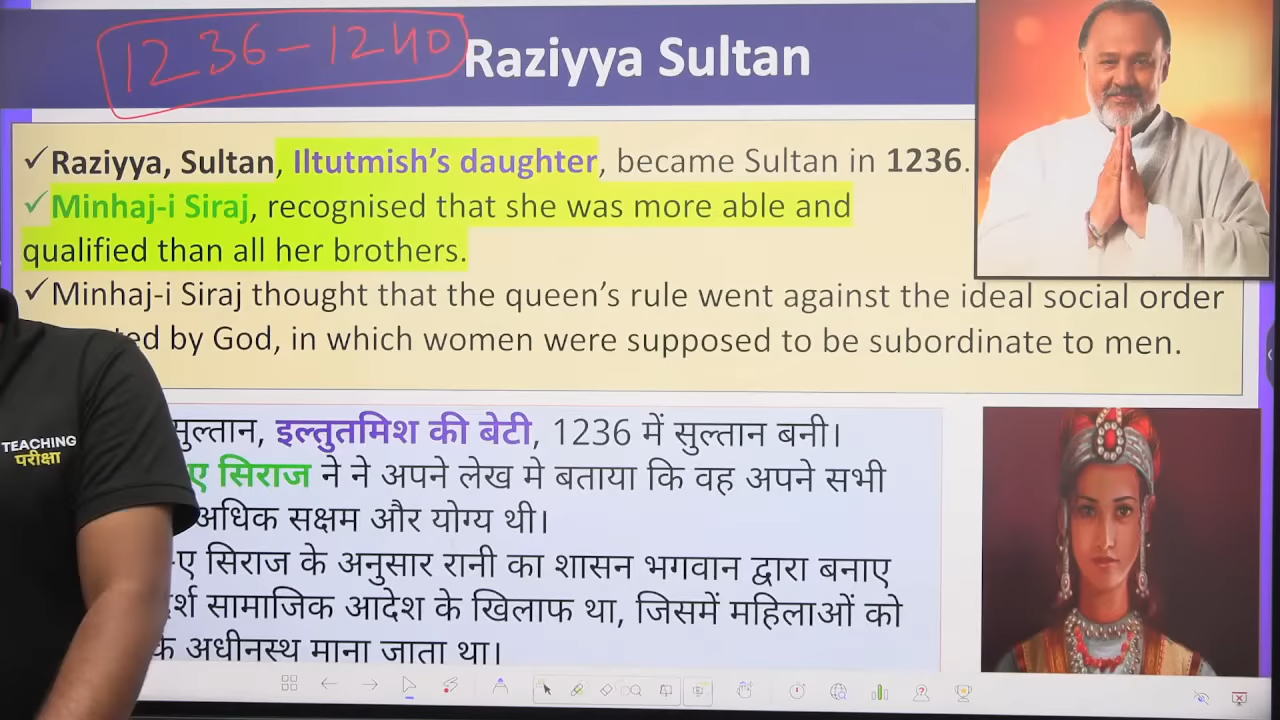 1236-1240
Raziyya Sultan
✓Raziyya, Sultan, Iltutmish’s daughter, became Sultan in 1236.
✓Minhaj-i Siraj, recognised that she was more able and
qualified than all her brothers.
✓Minhaj-i Siraj thought that the queen’s rule went against the ideal social order
by God, in which women were supposed to be subordinate to men.
सुल्तान, इल्तुतमिश की बेटी, 1236 में सुल्तान बनी।
ए सिराज ने ने अपने लेख मे बताया कि वह अपने सभी
अधिक सक्षम और योग्य थी।
-ए सिराज के अनुसार रानी का शासन भगवान द्वारा बनाए
सामाजिक आदेश के खिलाफ था, जिसमें महिलाओं को
अधीनस्थ माना जाता था।
TEACHING
परीक्षा